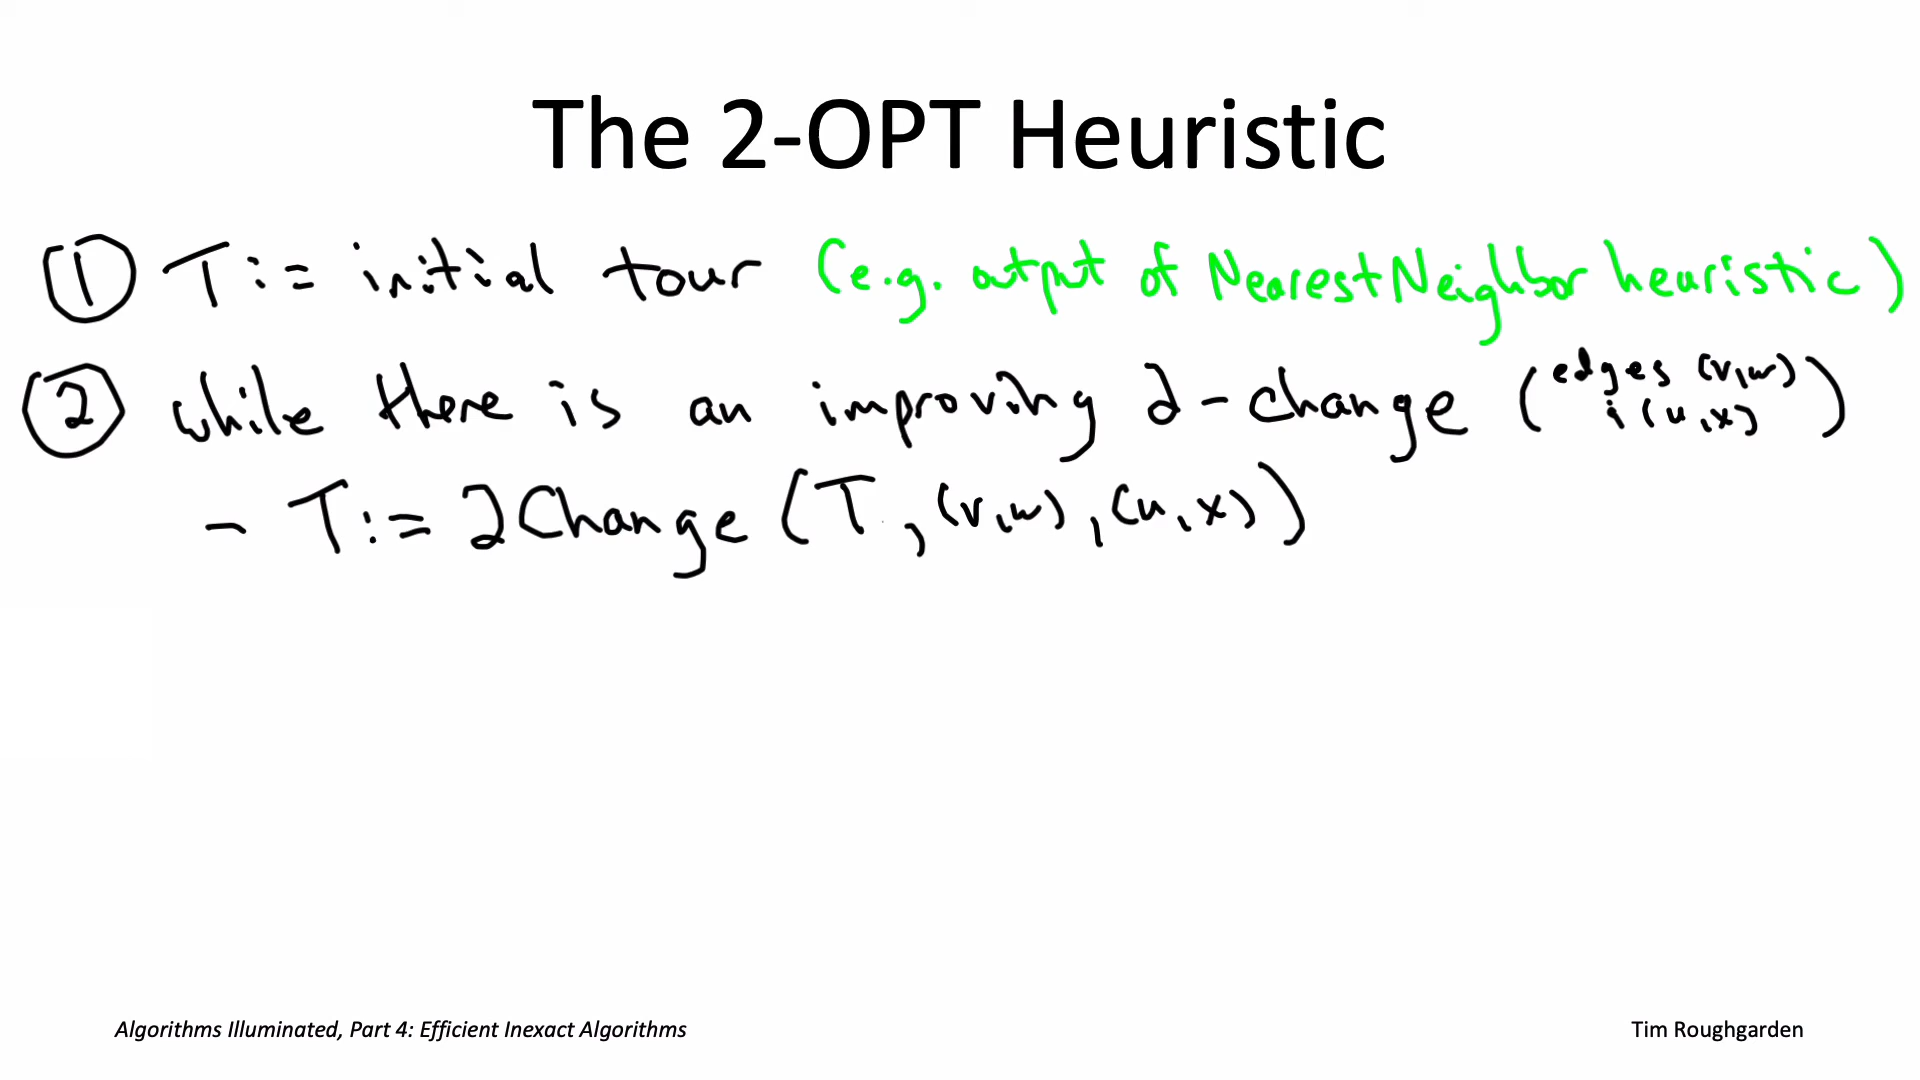 The 2-OPT Heuristic
① T := initial tour (e.g. output of NearestNeighbor heuristic)
② while there is an improving 2-change (edges (v,w) ; (u,x))
- T := 2Change (T, (v,w), (u,x))
Algorithms Illuminated, Part 4: Efficient Inexact Algorithms
Tim Roughgarden